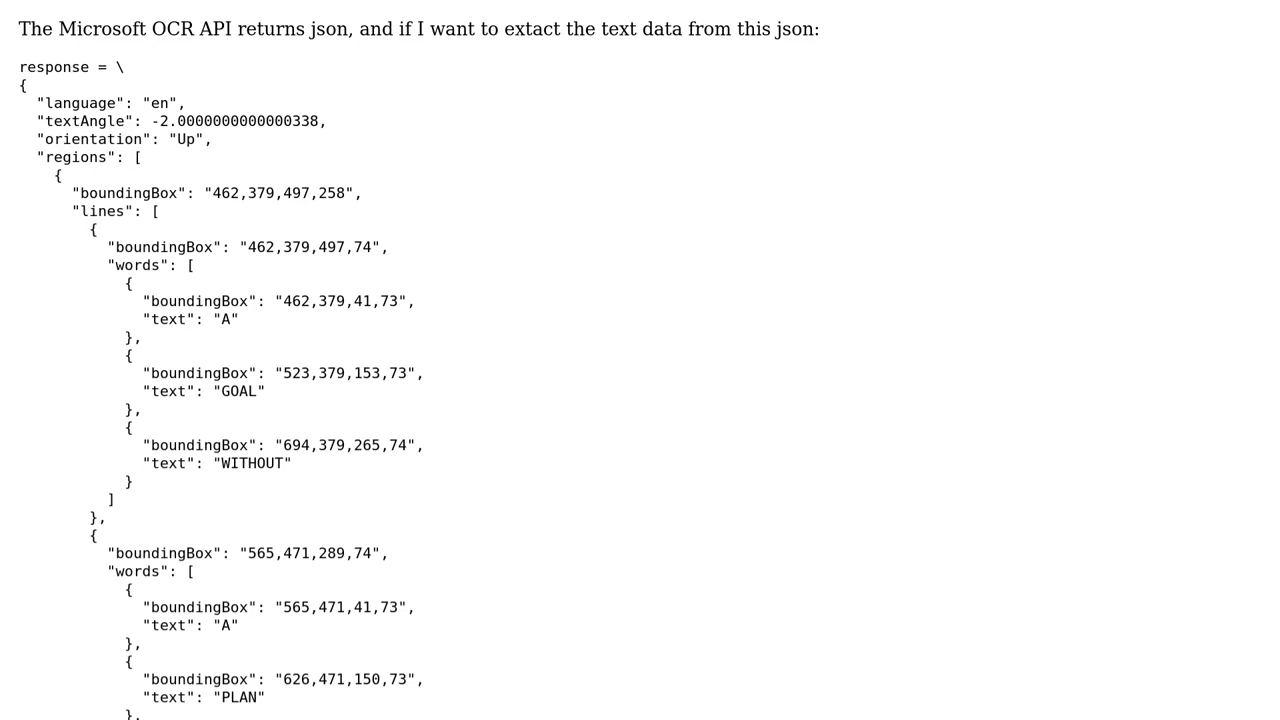 The Microsoft OCR API returns json, and if I want to extact the text data from this json:
response = \
{
  "language": "en",
  "textAngle": -2.0000000000000338,
  "orientation": "Up",
  "regions": [
    {
      "boundingBox": "462,379,497,258",
      "lines": [
        {
          "boundingBox": "462,379,497,74",
          "words": [
            {
              "boundingBox": "462,379,41,73",
              "text": "A"
            },
            {
              "boundingBox": "523,379,153,73",
              "text": "GOAL"
            },
            {
              "boundingBox": "694,379,265,74",
              "text": "WITHOUT"
            }
          ]
        },
        {
          "boundingBox": "565,471,289,74",
          "words": [
            {
              "boundingBox": "565,471,41,73",
              "text": "A"
            },
            {
              "boundingBox": "626,471,150,73",
              "text": "PLAN"
            },